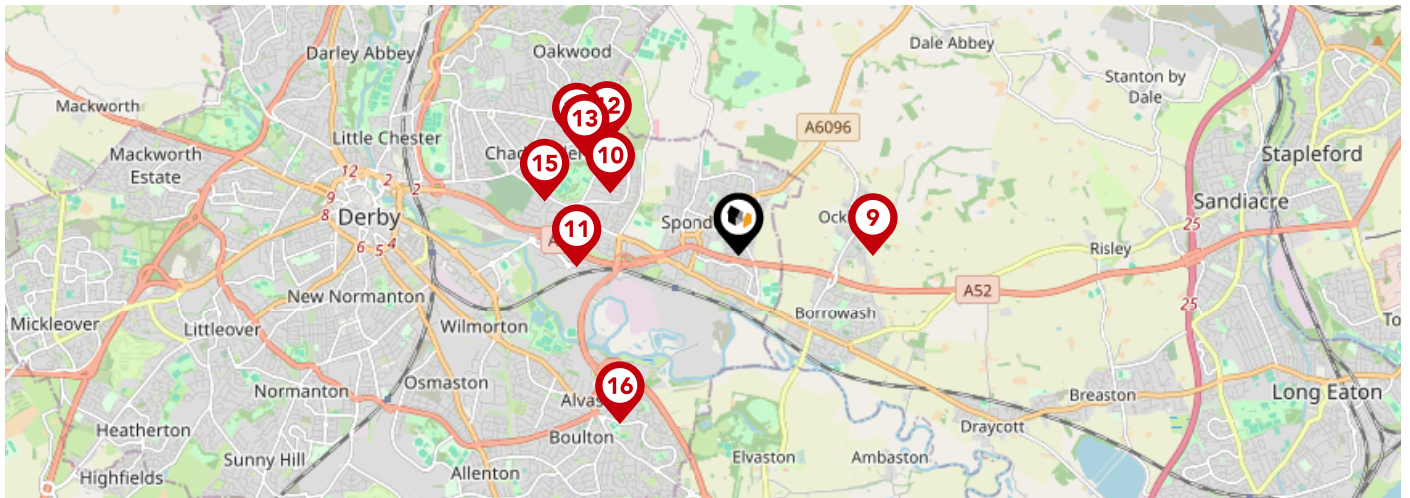 Darley Abbey
Oakwood
Dale Abbey
Stanton by
Dale
Mackworth
12
13
A6096
Little Chester
Mackworth
Estate
Chad
15
10
Stapleford
12
2
2
9
8
Derby
6
5
4
Spond
Ock
9
Sandiacre
25
11
A
Risley
A52
New Normanton
25
Mickleover
Littleover
Wilmorton
Borrowash
To
Osmaston
Normanton
16
Alvas
Breaston
Long Eaton
Heatherton
Boulton
Draycott
Sunny Hill
Elvaston
Ambaston
Highfields
Allenton